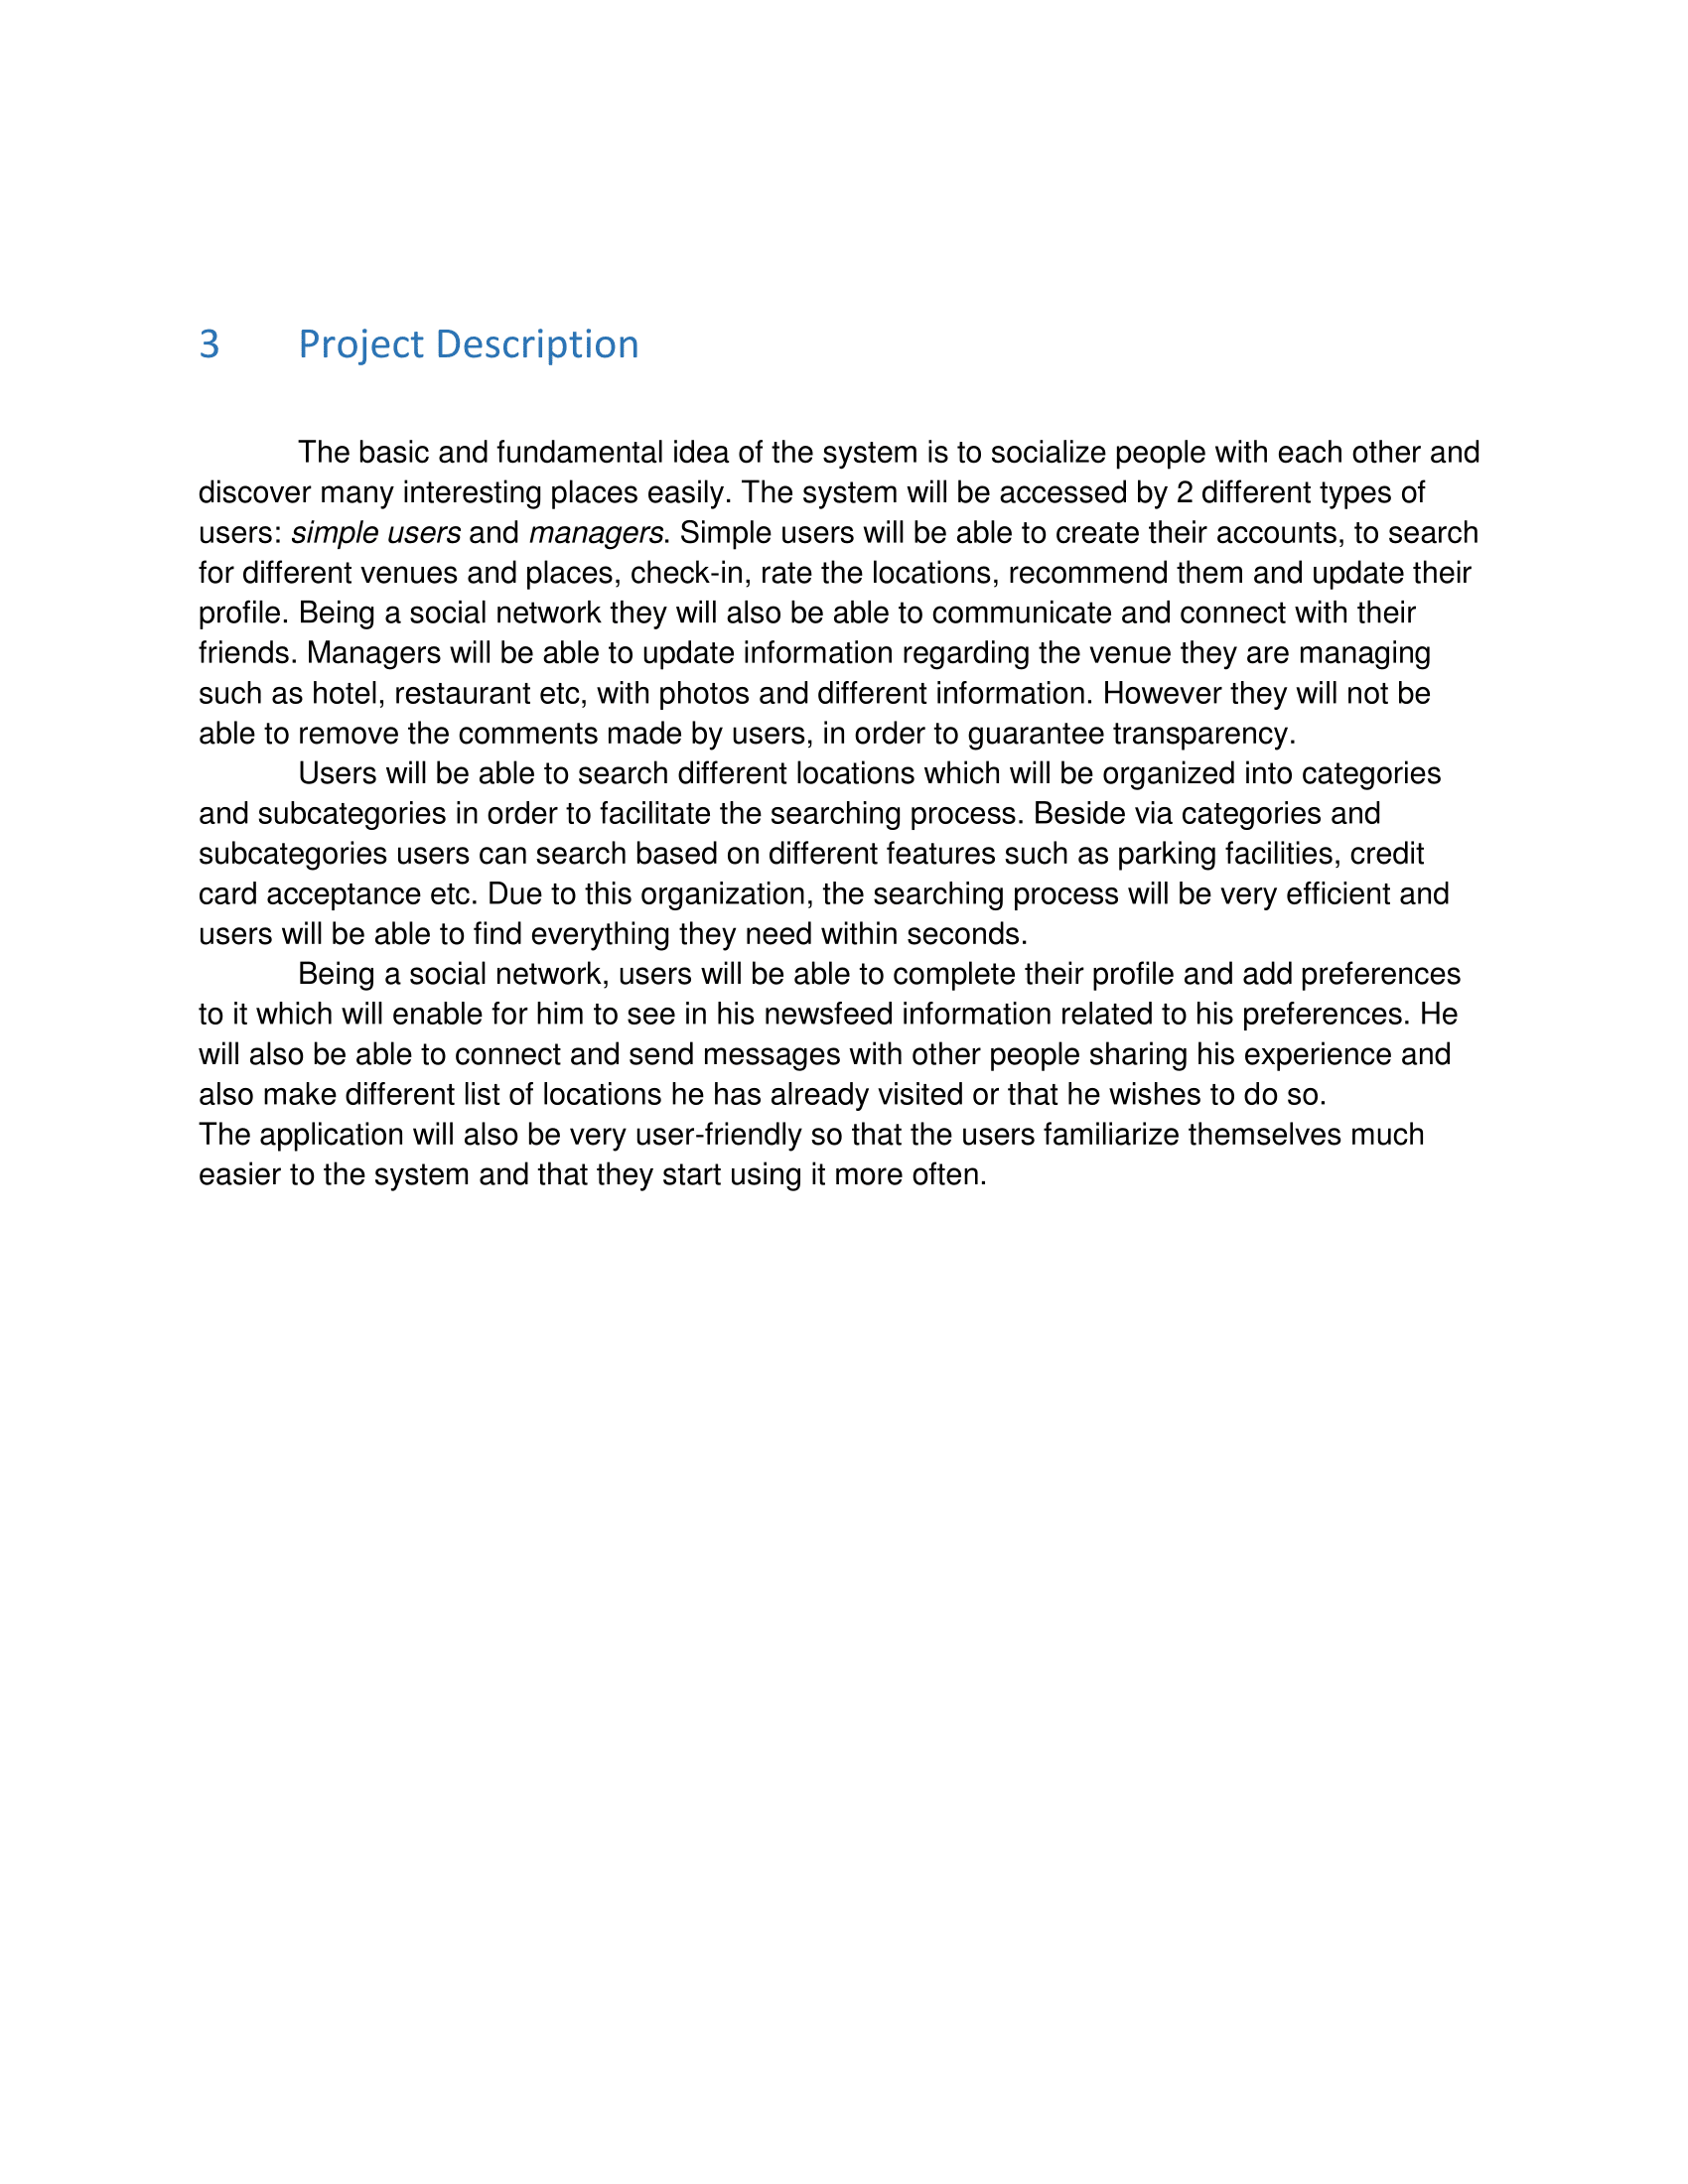 3 Project Description
The basic and fundamental idea of the system is to socialize people with each other and
discover many interesting places easily. The system will be accessed by 2 different types of
users: simple users and managers. Simple users will be able to create their accounts, to search
for different venues and places, check-in, rate the locations, recommend them and update their
profile. Being a social network they will also be able to communicate and connect with their
friends. Managers will be able to update information regarding the venue they are managing
such as hotel, restaurant etc, with photos and different information. However they will not be
able to remove the comments made by users, in order to guarantee transparency.
Users will be able to search different locations which will be organized into categories
and subcategories in order to facilitate the searching process. Beside via categories and
subcategories users can search based on different features such as parking facilities, credit
card acceptance etc. Due to this organization, the searching process will be very efficient and
users will be able to find everything they need within seconds.
Being a social network, users will be able to complete their profile and add preferences
to it which will enable for him to see in his newsfeed information related to his preferences. He
will also be able to connect and send messages with other people sharing his experience and
also make different list of locations he has already visited or that he wishes to do so.
The application will also be very user-friendly so that the users familiarize themselves much
easier to the system and that they start using it more often.